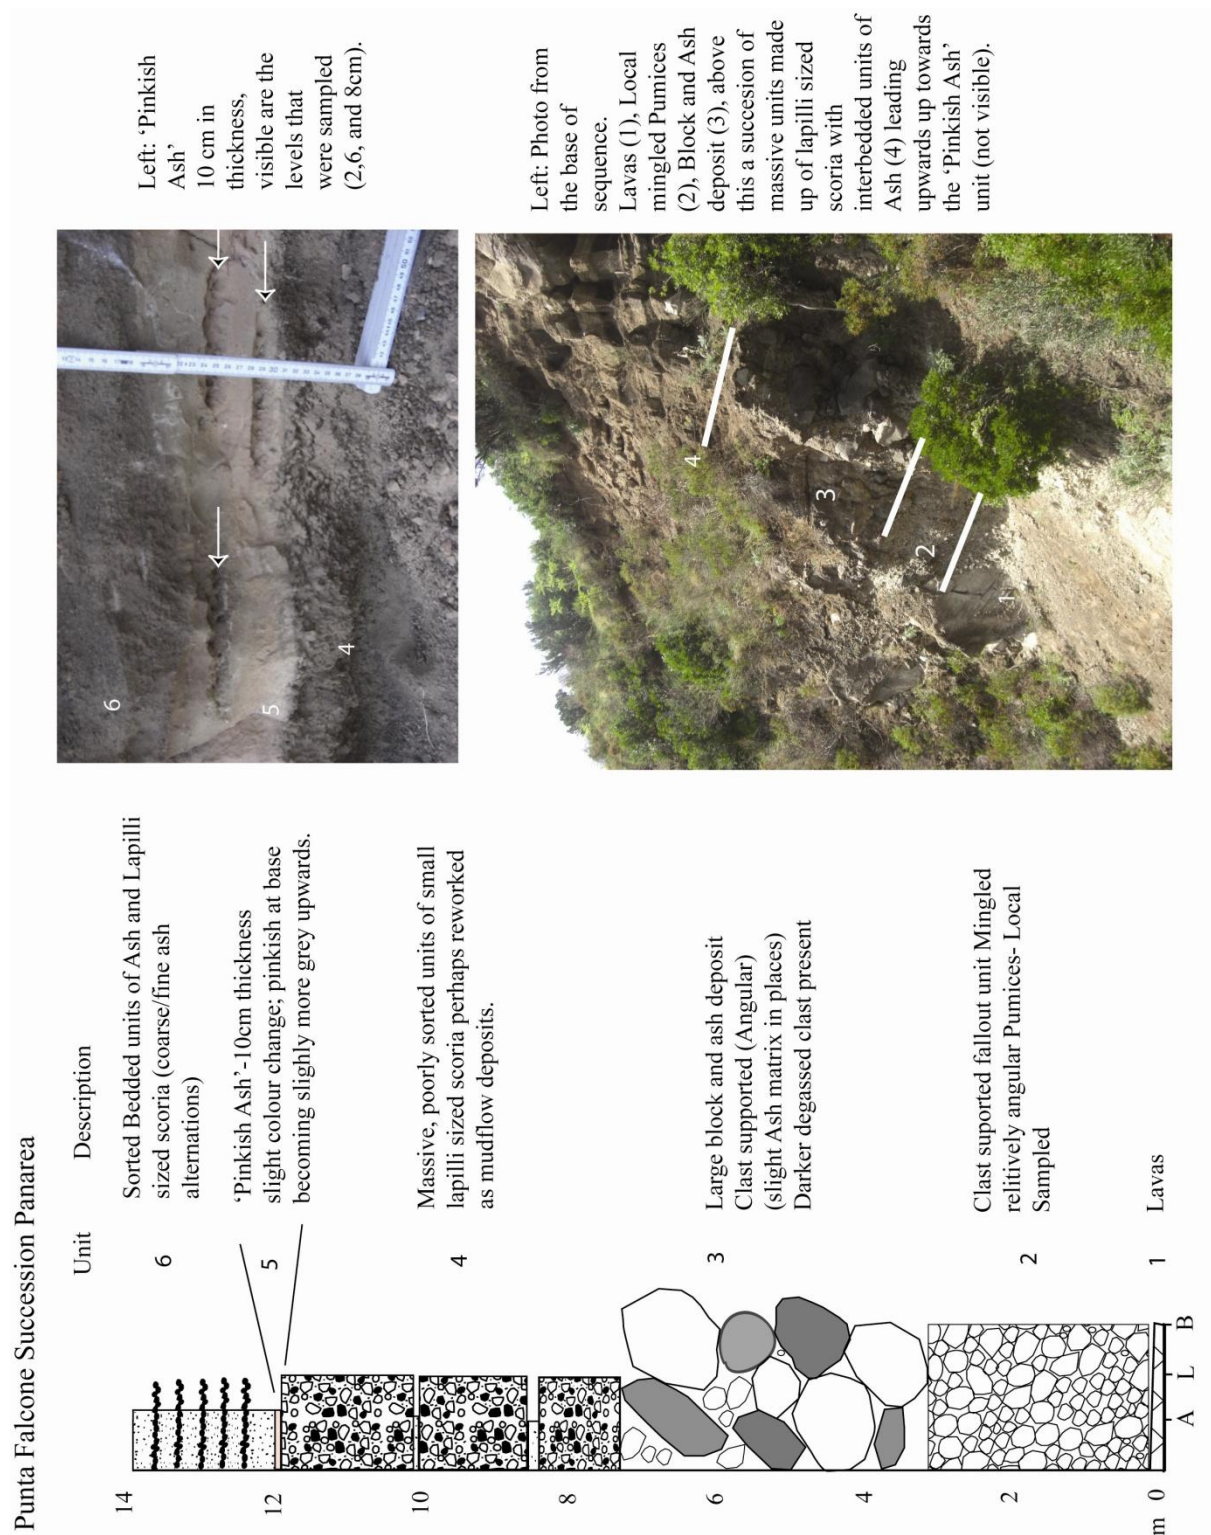 Punta Falcone Succession Panarea
Unit
Description
6
Sorted Bedded units of Ash and Lapilli
sized scoria (coarse/fine ash
alternations)
5
‘Pinkish Ash’-10cm thickness
slight colour change; pinkish at base
becoming slighly more grey upwards.
4
Massive, poorly sorted units of small
lapilli sized scoria perhaps reworked
as mudflow deposits.
3
Large block and ash deposit
Clast supported (Angular)
(slight Ash matrix in places)
Darker degassed clast present
2
Clast suported fallout unit Mingled
relitively angular Pumices- Local
Sampled
1
Lavas
14
12
10
8
6
4
2
m 0
A
L
B
6
5
4
Left: ‘Pinkish
Ash’
10 cm in
thickness,
visible are the
levels that
were sampled
(2,6, and 8cm).
4
3
2
1
Left: Photo from
the base of
sequence.
Lavas (1), Local
mingled Pumices
(2), Block and Ash
deposit (3), above
this a succesion of
massive units made
up of lapilli sized
scoria with
interbedded units of
Ash (4) leading
upwards up towards
the ‘Pinkish Ash’
unit (not visible).